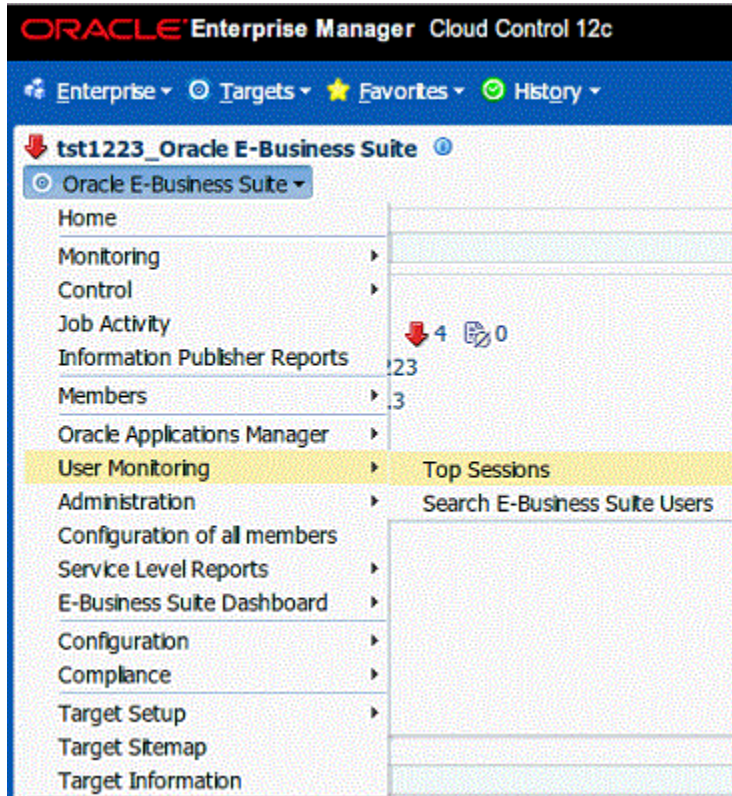 ORACLE Enterprise Manager Cloud Control 12c
Enterprise Targets Favorites History
tst1223_Oracle E-Business Suite
Oracle E-Business Suite
Home
Monitoring
Control
Job Activity
4 0
Information Publisher Reports
:23
Members
.3
Oracle Applications Manager
User Monitoring
Top Sessions
Administration
Search E-Business Suite Users
Configuration of all members
Service Level Reports
E-Business Suite Dashboard
Configuration
Compliance
Target Setup
Target Sitemap
Target Information